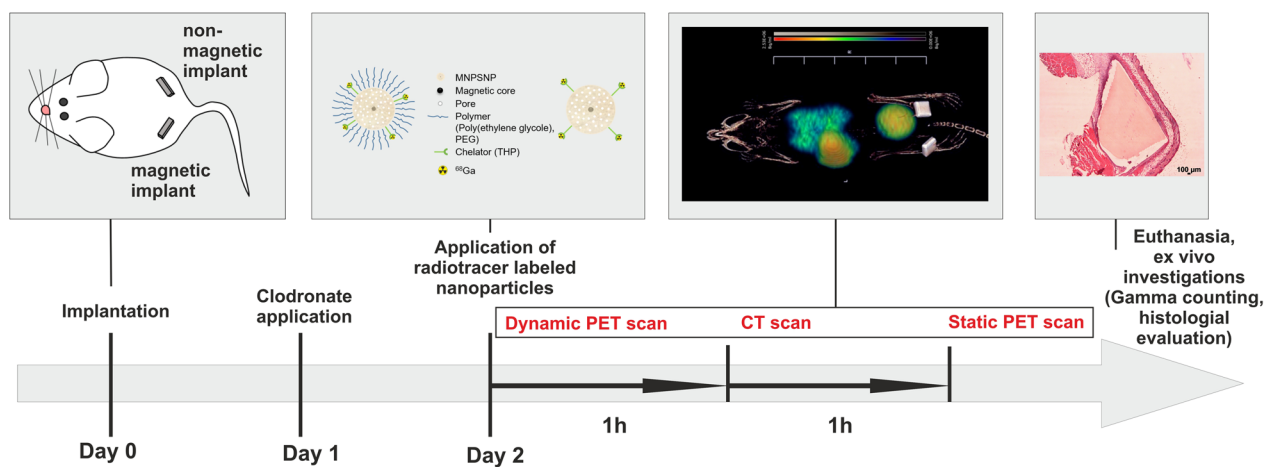 non-
magnetic
implant
magnetic
implant
MNPSNP
Magnetic core
Pore
Polymer
(Poly(ethylene glycole),
PEG)
Chelator (THP)
⁶⁸Ga
100 µm
Implantation
Clodronate
application
Application of
radiotracer labeled
nanoparticles
Dynamic PET scan
CT scan
Static PET scan
Euthanasia,
ex vivo
investigations
(Gamma counting,
histologial
evaluation)
1h
1h
Day 0
Day 1
Day 2